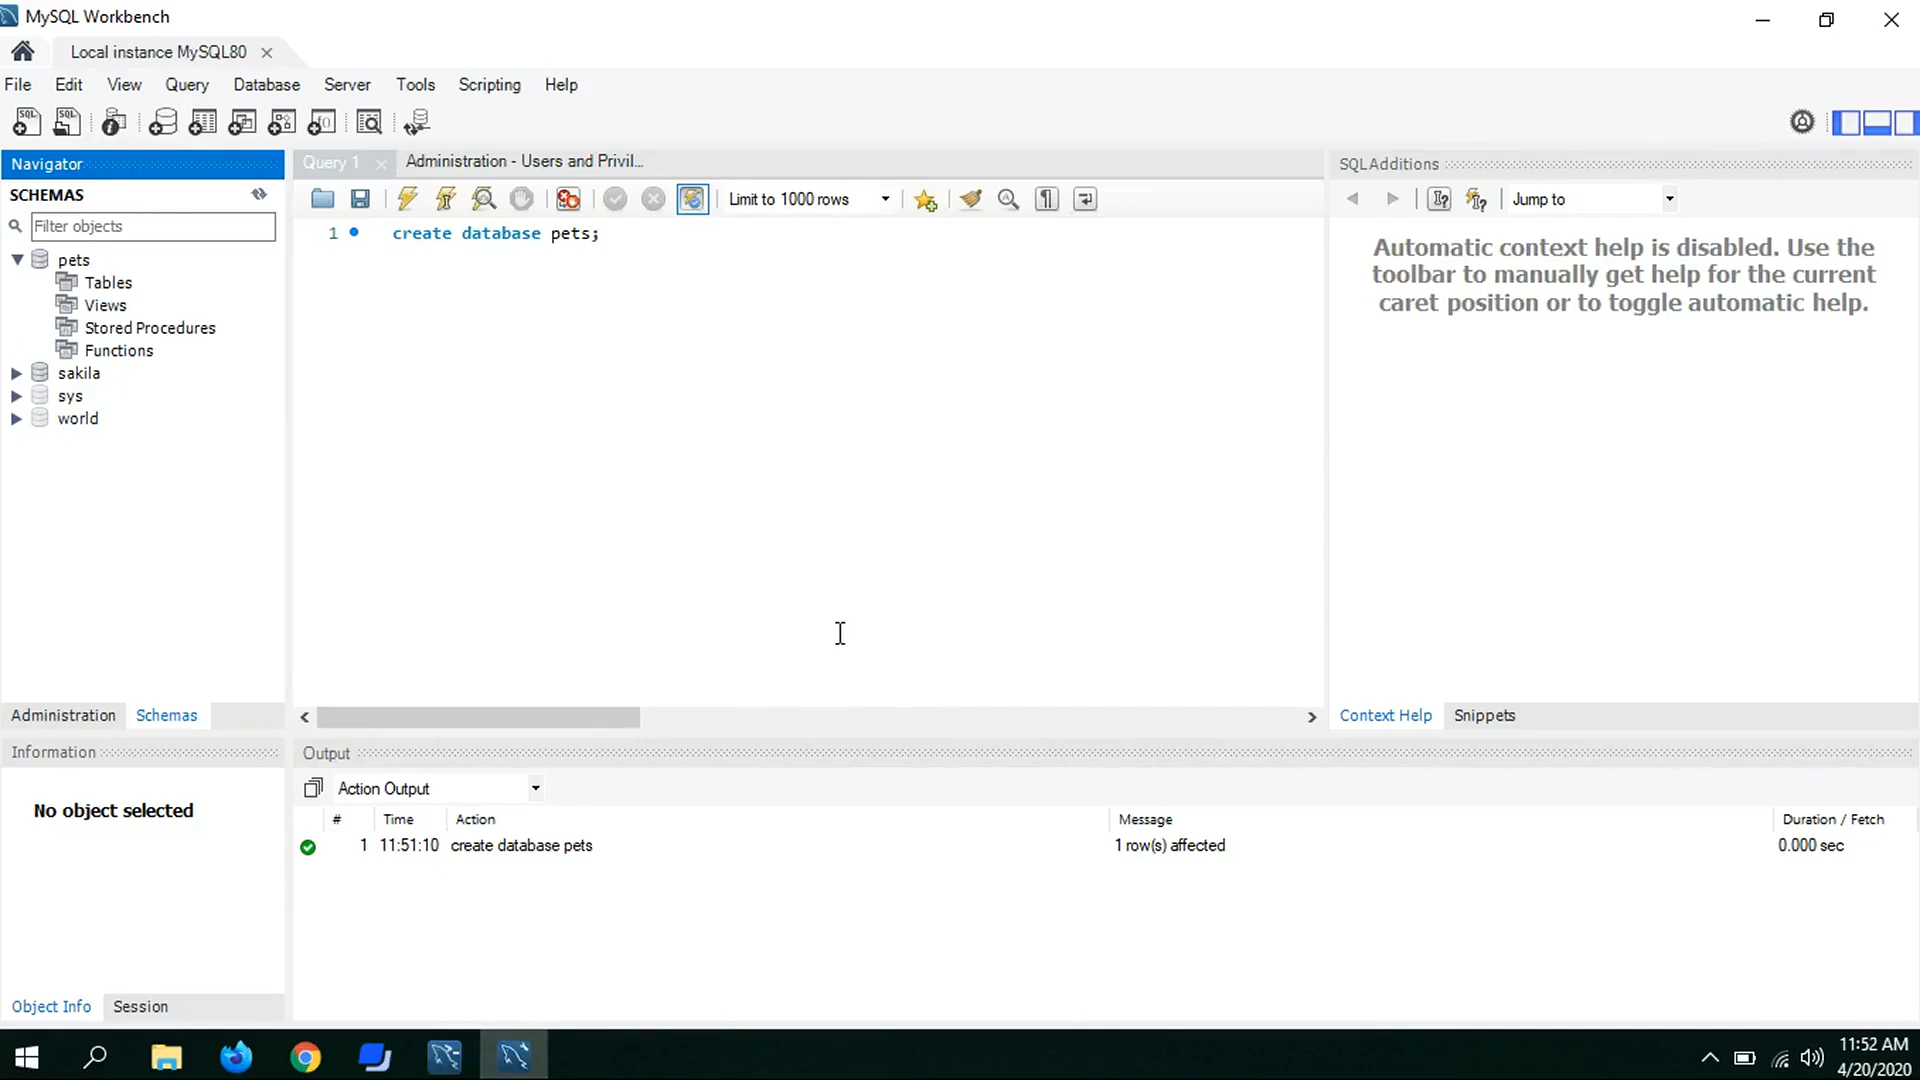 MySQL Workbench
Local instance MySQL80
File Edit View Query Database Server Tools Scripting Help
Navigator
SCHEMAS
Filter objects
pets
Tables
Views
Stored Procedures
Functions
sakila
sys
world
Administration Schemas
Information
No object selected
Object Info Session
Query 1 Administration - Users and Privil...
Limit to 1000 rows
1 create database pets;
SQLAdditions
Jump to
Automatic context help is disabled. Use the
toolbar to manually get help for the current
caret position or to toggle automatic help.
Context Help Snippets
Output
Action Output
# Time Action Message Duration / Fetch
1 11:51:10 create database pets 1 row(s) affected 0.000 sec
11:52 AM
4/20/2020